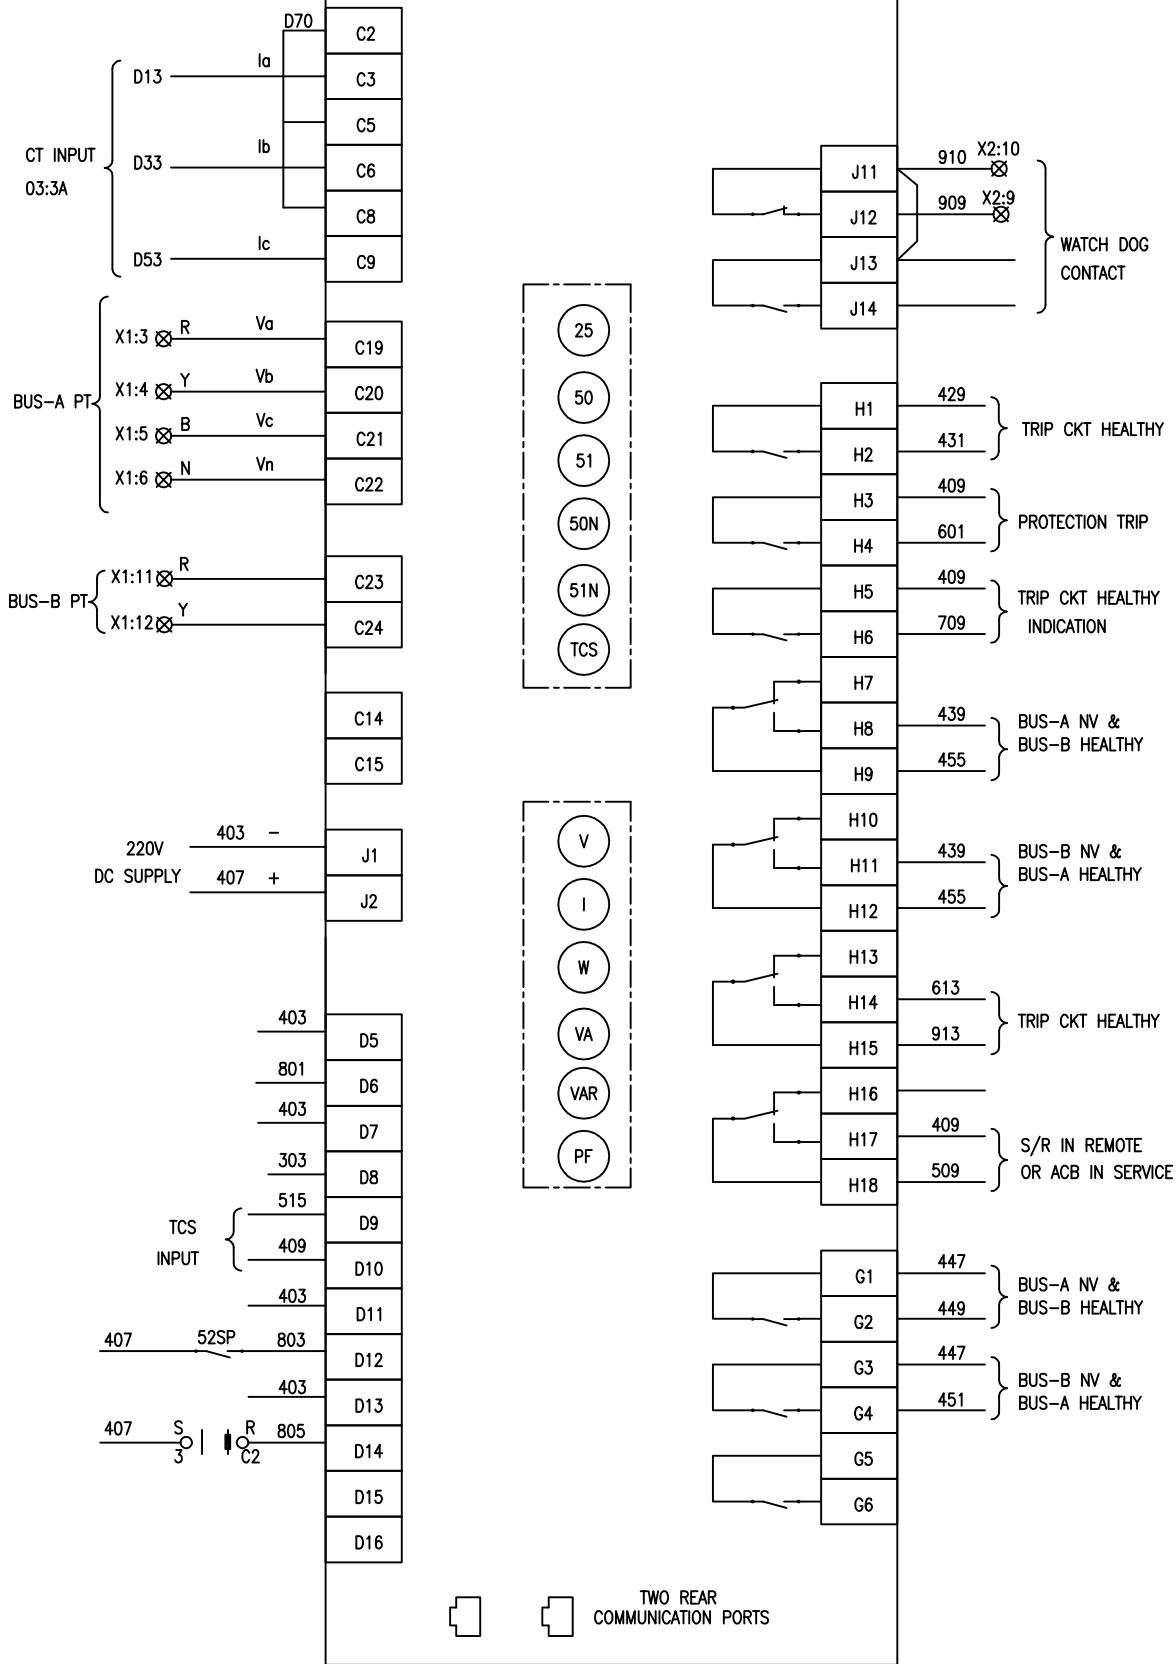 D70
C2
Ia
D13
C3
C5
CT INPUT
03:3A
Ib
D33
C6
C8
Ic
D53
C9
BUS-A PT
X1:3
R
Va
C19
X1:4
Y
Vb
C20
X1:5
B
Vc
C21
X1:6
N
Vn
C22
BUS-B PT
X1:11
R
C23
X1:12
Y
C24
C14
C15
220V
DC SUPPLY
403 -
J1
407 +
J2
403
D5
801
D6
403
D7
303
D8
TCS
INPUT
515
D9
409
D10
403
D11
407
52SP
803
D12
403
D13
407
S
3
R
C2
805
D14
D15
D16
25
50
51
50N
51N
TCS
V
I
W
VA
VAR
PF
TWO REAR
COMMUNICATION PORTS
J11
910
X2:10
J12
909
X2:9
J13
J14
WATCH DOG
CONTACT
H1
429
H2
431
TRIP CKT HEALTHY
H3
409
H4
601
PROTECTION TRIP
H5
409
H6
709
TRIP CKT HEALTHY
INDICATION
H7
H8
439
H9
455
BUS-A NV &
BUS-B HEALTHY
H10
H11
439
H12
455
BUS-B NV &
BUS-A HEALTHY
H13
H14
613
H15
913
TRIP CKT HEALTHY
H16
H17
409
H18
509
S/R IN REMOTE
OR ACB IN SERVICE
G1
447
G2
449
BUS-A NV &
BUS-B HEALTHY
G3
447
G4
451
BUS-B NV &
BUS-A HEALTHY
G5
G6